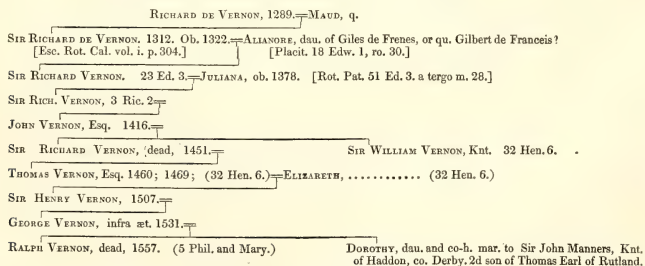 RICHARD DE VERNON, 1289.=MAUD, q.
SIR RICHARD DE VERNON. 1312. Ob. 1322.=ALIANORE, dau. of Giles de Frenes, or qu. Gilbert de Franceis?
[Esc. Rot. Cal. vol. i. p. 304.] [Placit. 18 Edw. 1, ro. 30.]
SIR RICHARD VERNON. 23 Ed. 3.=JULIANA, ob. 1378. [Rot. Pat. 51 Ed. 3. a tergo m. 28.]
SIR RICH. VERNON, 3 Ric. 2=
JOHN VERNON, Esq. 1416.=
SIR RICHARD VERNON, dead, 1451.= SIR WILLIAM VERNON, Knt. 32 Hen. 6.
THOMAS VERNON, Esq. 1460; 1469; (32 Hen. 6.)=ELIZARETH, ............ (32 Hen. 6.)
SIR HENRY VERNON, 1507.=
GEORGE VERNON, infra æt. 1531.=
RALPH VERNON, dead, 1557. (5 Phil. and Mary.) DOROTHY, dau. and co-h. mar. to Sir John Manners, Knt.
of Haddon, co. Derby. 2d son of Thomas Earl of Rutland.